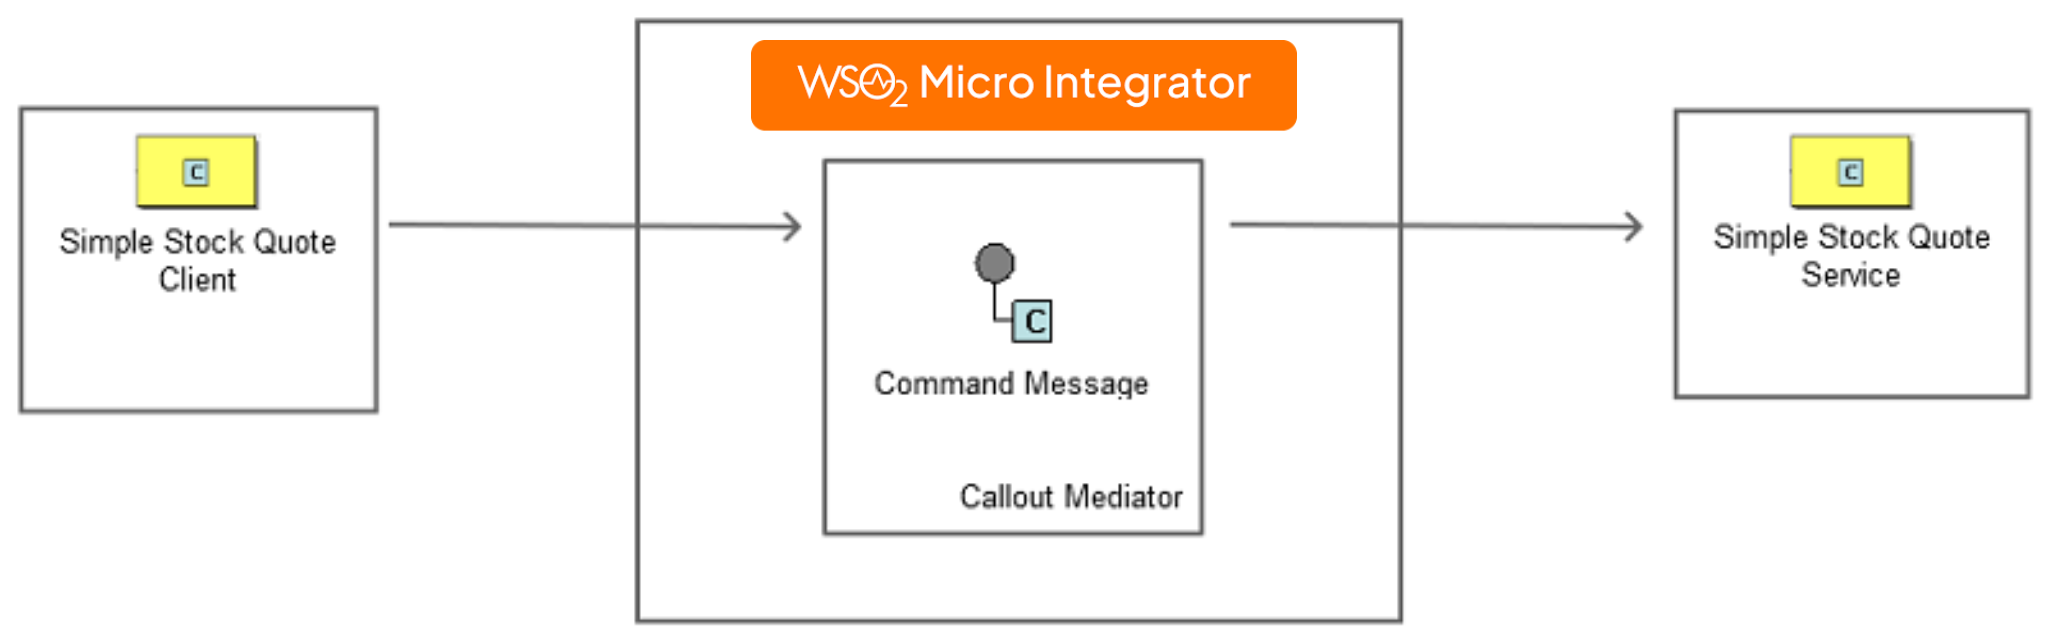 WSO2 Micro Integrator
C
Simple Stock Quote
Client
C
Command Message
Callout Mediator
C
Simple Stock Quote
Service